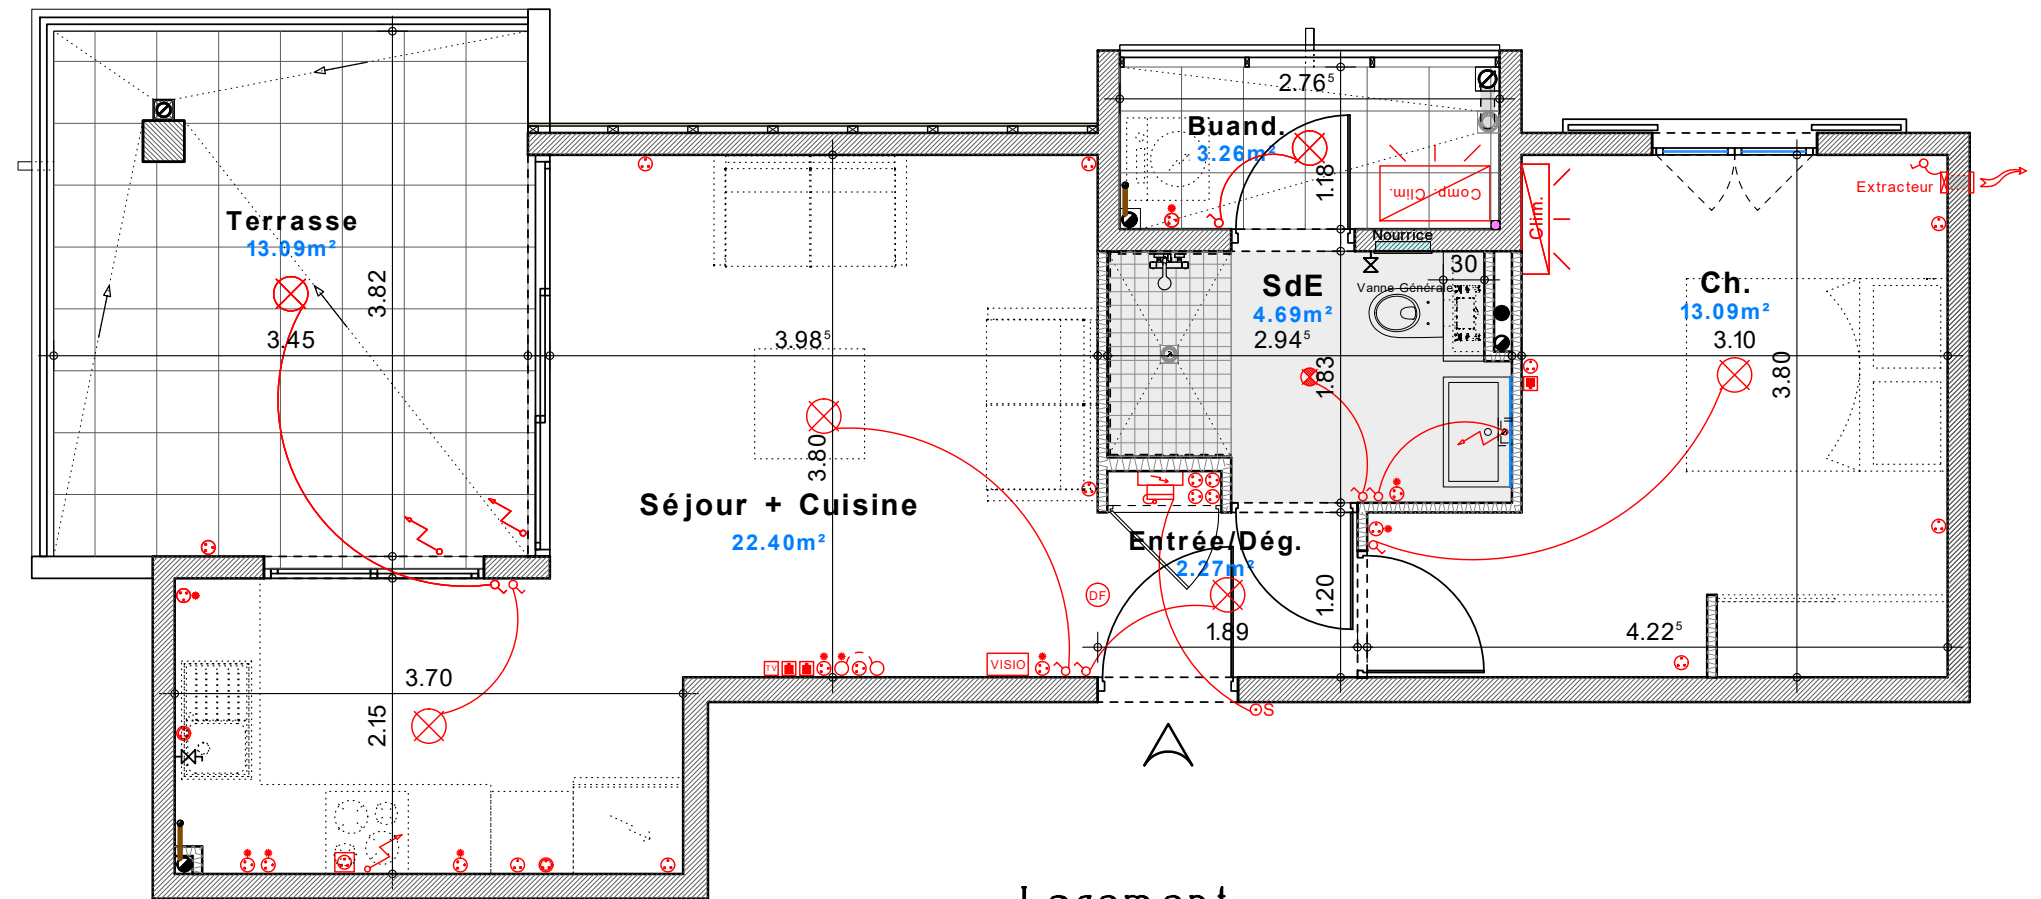 2.76⁵
Buand.
3.26m²
1.18
Comp. Clim.
Extracteur
Clim.
Terrasse
13.09m²
3.82
3.45
Nourrice
30
SdE
Vanne Générale
4.69m²
2.94⁵
1.83
Ch.
13.09m²
3.10
3.80
3.98⁵
3.80
Séjour + Cuisine
22.40m²
Entrée/Dég.
2.27m²
DF
1.20
1.89
4.22⁵
TV
VISIO
3.70
2.15
S
Logement